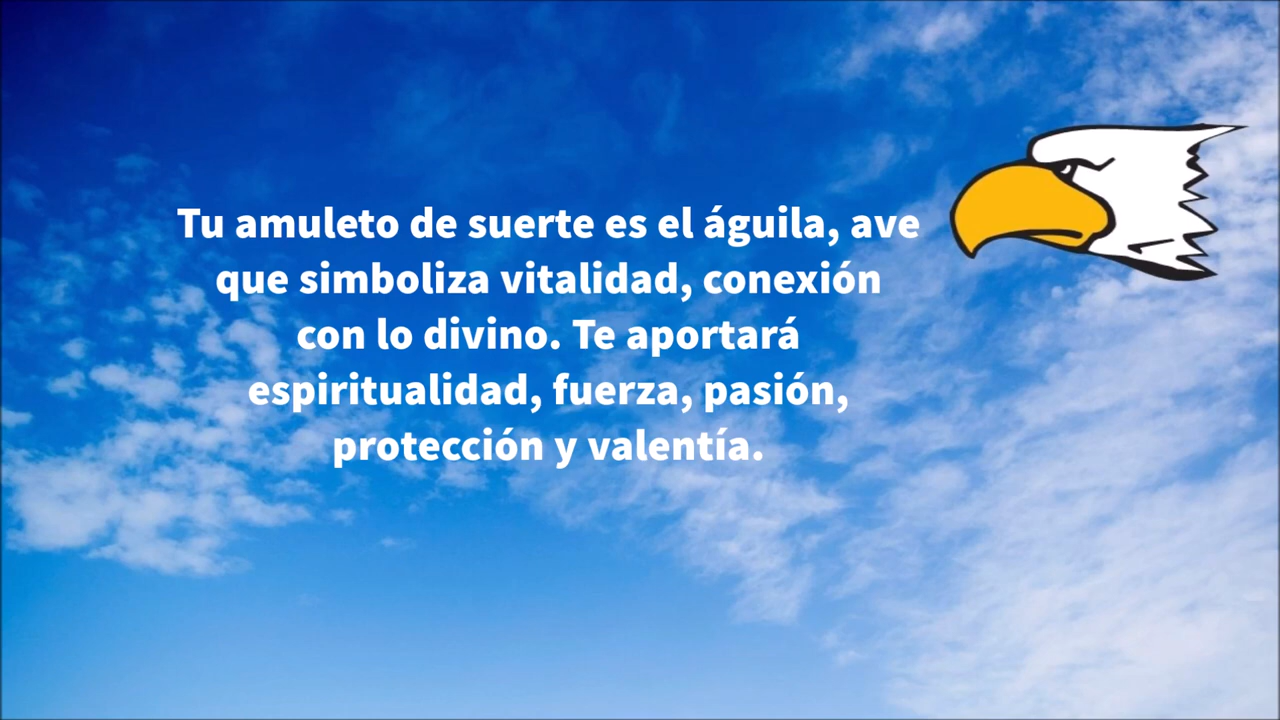 Tu amuleto de suerte es el águila, ave
que simboliza vitalidad, conexión
con lo divino. Te aportará
espiritualidad, fuerza, pasión,
protección y valentía.